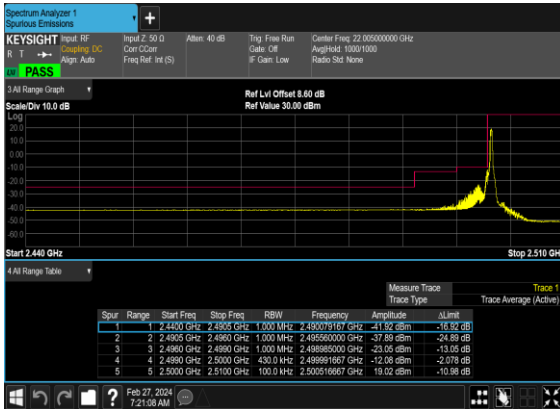 Spectrum Analyzer 1
Spurious Emissions
+
KEYSIGHT
R T
PASS
Input: RF
Coupling: DC
Align: Auto
Input Z: 50 Ω
Corr CCorr
Freq Ref: Int (S)
Atten: 40 dB
Trig: Free Run
Gate: Off
IF Gain: Low
Center Freq: 22.005000000 GHz
Avg|Hold: 1000/1000
Radio Std: None
3 All Range Graph
Scale/Div 10.0 dB
Ref Lvl Offset 8.60 dB
Ref Value 30.00 dBm
Log
20.0
10.0
0.00
-10.0
-20.0
-30.0
-40.0
-50.0
-60.0
Start 2.440 GHz
Stop 2.510 GH
4 All Range Table
Measure Trace Trace 1
Trace Type Trace Average (Active)
Spur Range Start Freq Stop Freq RBW Frequency Amplitude ΔLimit
1 1 2.4400 GHz 2.4905 GHz 1.000 MHz 2.490079167 GHz -41.92 dBm -16.92 dB
2 2 2.4905 GHz 2.4960 GHz 1.000 MHz 2.495560000 GHz -37.89 dBm -24.89 dB
3 3 2.4960 GHz 2.4990 GHz 1.000 MHz 2.498985000 GHz -23.05 dBm -13.05 dB
4 4 2.4990 GHz 2.5000 GHz 430.0 kHz 2.499991667 GHz -12.08 dBm -2.078 dB
5 5 2.5000 GHz 2.5100 GHz 100.0 kHz 2.500516667 GHz 19.02 dBm -10.98 dB
?
Feb 27, 2024
7:21:08 AM